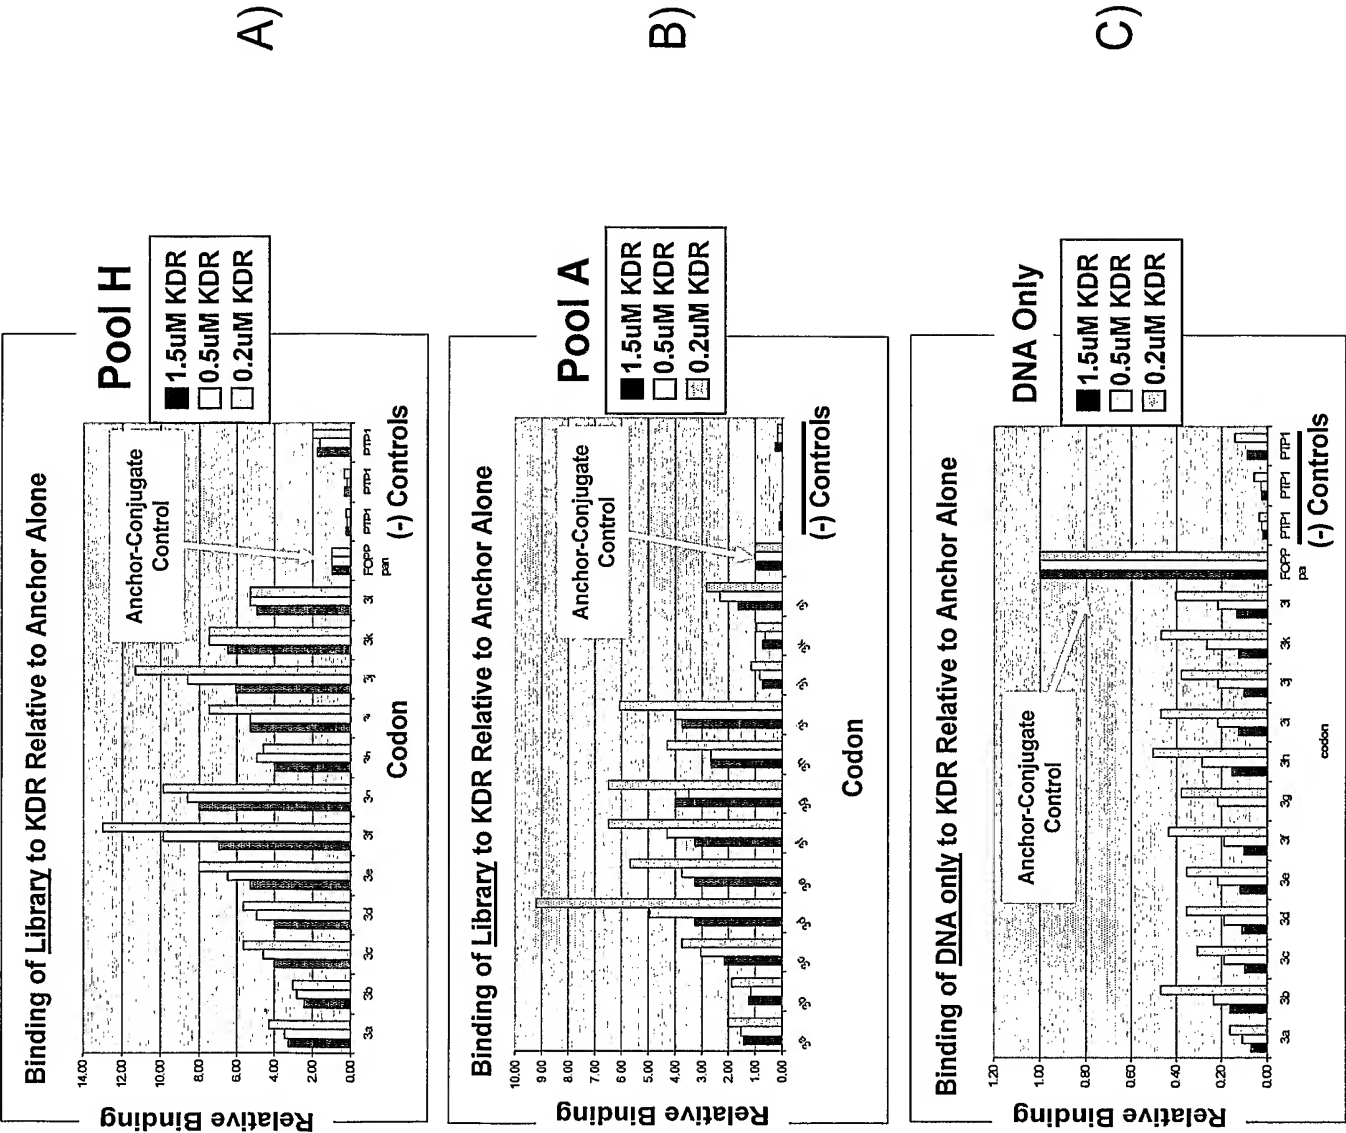 A)
Binding of Library to KDR Relative to Anchor Alone
Pool H
1.5uM KDR
0.5uM KDR
0.2uM KDR
Relative Binding
14.00
12.00
10.00
8.00
6.00
4.00
2.00
0.00
Anchor-Conjugate
Control
3a 3b 3c 3d 3e 3f 3h 3j 3k 3l FOPP PTP1 PTP1 PTP1
pan
Codon
(-) Controls
B)
Binding of Library to KDR Relative to Anchor Alone
Pool A
1.5uM KDR
0.5uM KDR
0.2uM KDR
Relative Binding
10.00
9.00
8.00
7.00
6.00
5.00
4.00
3.00
2.00
1.00
0.00
Anchor-Conjugate
Control
Codon
(-) Controls
C)
Binding of DNA only to KDR Relative to Anchor Alone
DNA Only
1.5uM KDR
0.5uM KDR
0.2uM KDR
Relative Binding
1.20
1.00
0.80
0.60
0.40
0.20
0.00
Anchor-Conjugate
Control
3a 3b 3c 3d 3e 3f 3g 3h 3i 3j 3k 3l FOPP PTP1 PTP1 PTP1
pa
codon
(-) Controls